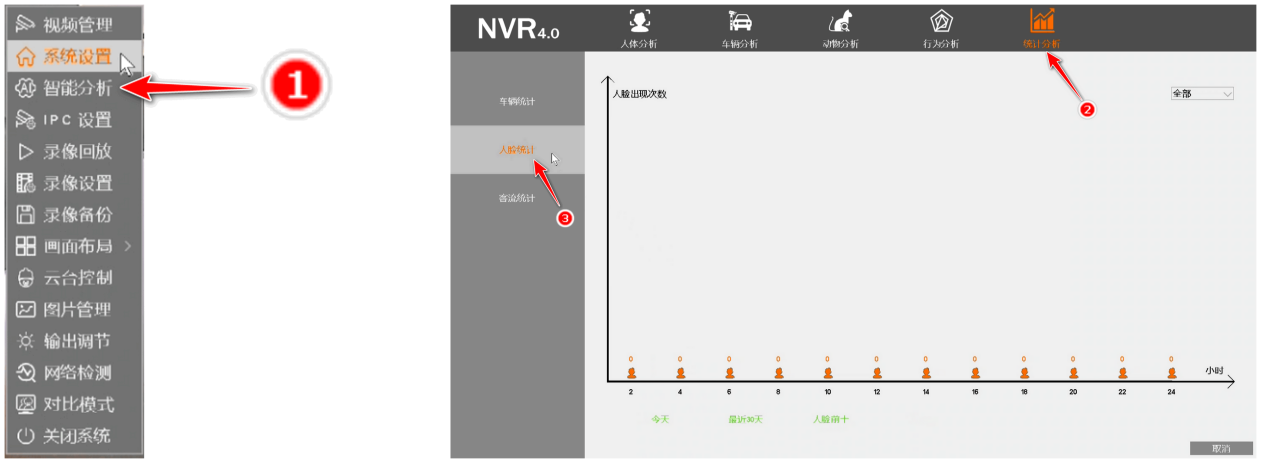 视频管理
系统设置
智能分析
IPC 设置
录像回放
录像设置
录像备份
画面布局 >
云台控制
图片管理
输出调节
网络检测
对比模式
关闭系统
1
NVR4.0
人体分析 车辆分析 动物分析 行为分析 统计分析
2
车辆统计
人脸统计
3
客流统计
人脸出现次数
全部
0 0 0 0 0 0 0 0 0 0 0 0
小时
2 4 6 8 10 12 14 16 18 20 22 24
今天 最近30天 人脸前十
取消